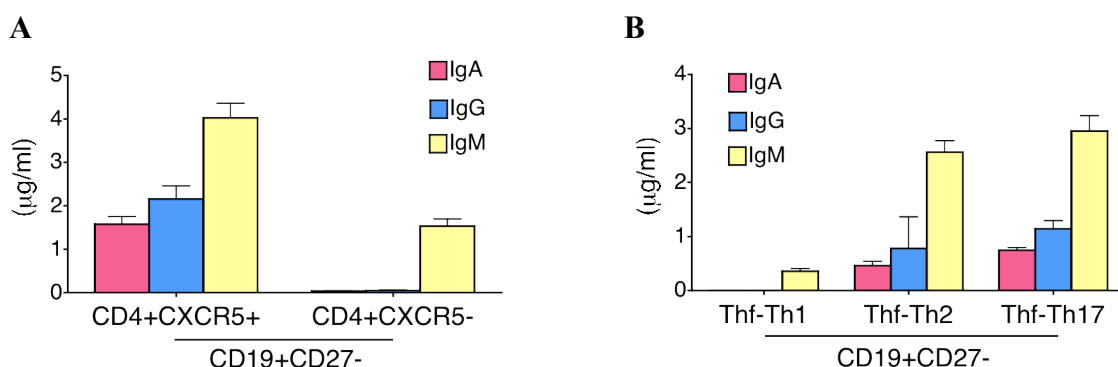 A
B
5
4
3
2
1
0
(µg/ml)
IgA
IgG
IgM
CD4+CXCR5+ CD4+CXCR5-
CD19+CD27-
4
3
2
1
0
(µg/ml)
IgA
IgG
IgM
Thf-Th1 Thf-Th2 Thf-Th17
CD19+CD27-